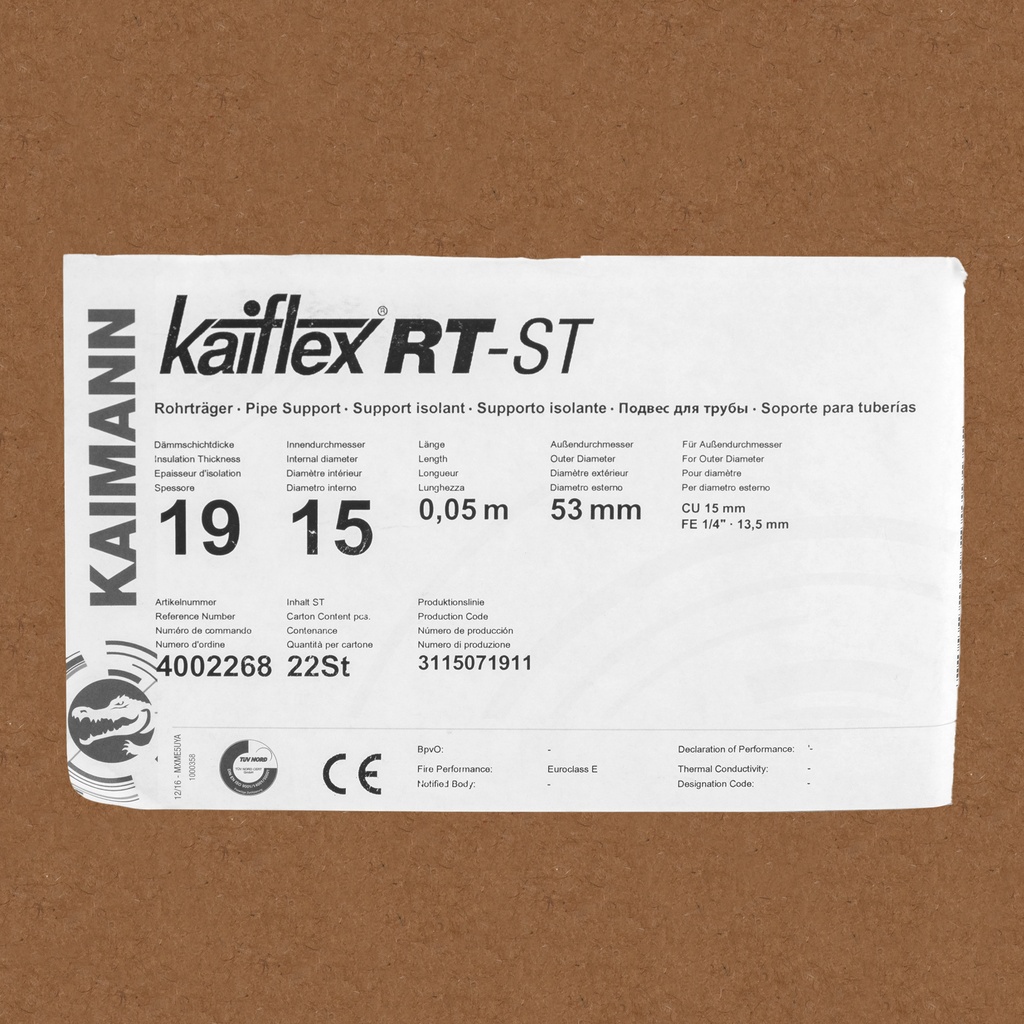 KAIMANN
kaiflex® RT-ST
Rohrträger · Pipe Support · Support isolant · Supporto isolante · Подвес для трубы · Soporte para tuberías
Dämmschichtdicke
Insulation Thickness
Epaisseur d'isolation
Spessore
19
Innendurchmesser
Internal diameter
Diamètre intérieur
Diametro interno
15
Länge
Length
Longueur
Lunghezza
0,05 m
Außendurchmesser
Outer Diameter
Diamètre extérieur
Diametro esterno
53 mm
Für Außendurchmesser
For Outer Diameter
Pour diamètre
Per diametro esterno
CU 15 mm
FE 1/4" · 13,5 mm
Artikelnummer
Reference Number
Numéro de commando
Numero d'ordine
4002268
Inhalt ST
Carton Content pcs.
Contenance
Quantità per cartone
22St
Produktionslinie
Production Code
Número de producción
Numero di produzione
3115071911
12/16 - MXME5UYA
1000358
TÜV NORD
CE
BpvO: -
Fire Performance: Euroclass E
Notified Body: -
Declaration of Performance: -
Thermal Conductivity: -
Designation Code: -